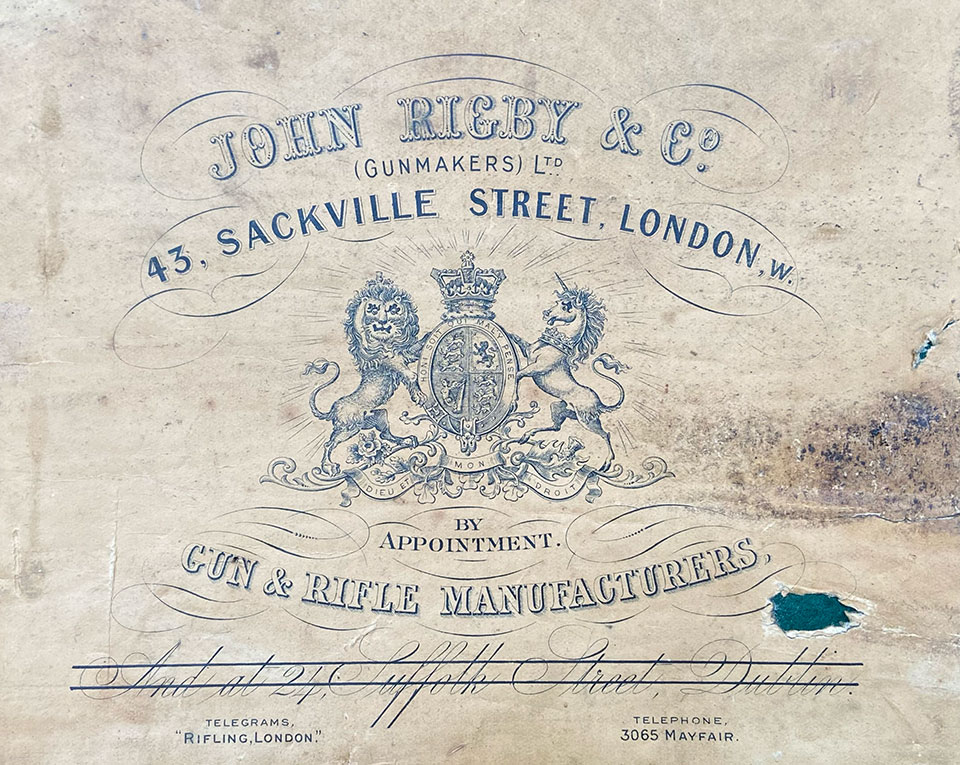 JOHN RIGBY & Co.
(GUNMAKERS) LTD.
43, SACKVILLE STREET, LONDON, W.
HONI SOIT QUI MAL Y PENSE
DIEU ET MON DROIT
BY
APPOINTMENT.
GUN & RIFLE MANUFACTURERS,
And at 24, Suffolk Street, Dublin.
TELEGRAMS,
"RIFLING, LONDON."
TELEPHONE,
3065 MAYFAIR.